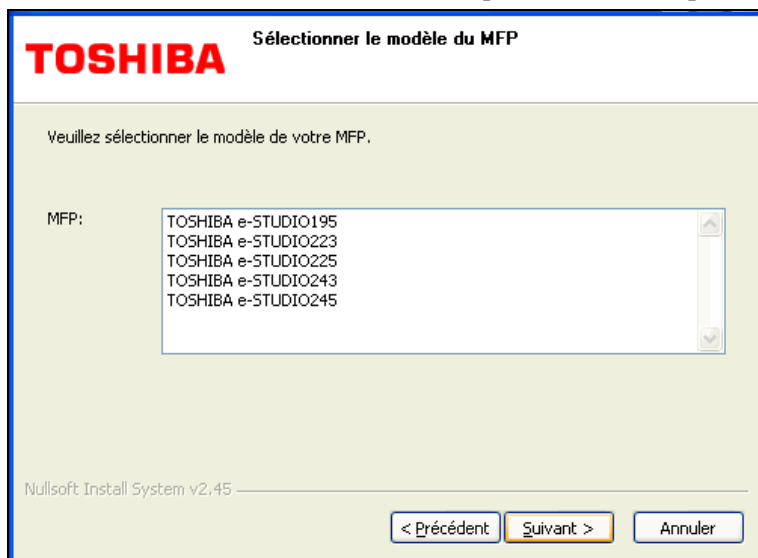 Sélectionner le modèle du MFP
TOSHIBA
Veuillez sélectionner le modèle de votre MFP.
MFP:
TOSHIBA e-STUDIO195
TOSHIBA e-STUDIO223
TOSHIBA e-STUDIO225
TOSHIBA e-STUDIO243
TOSHIBA e-STUDIO245
Nullsoft Install System v2.45
< Précédent Suivant > Annuler